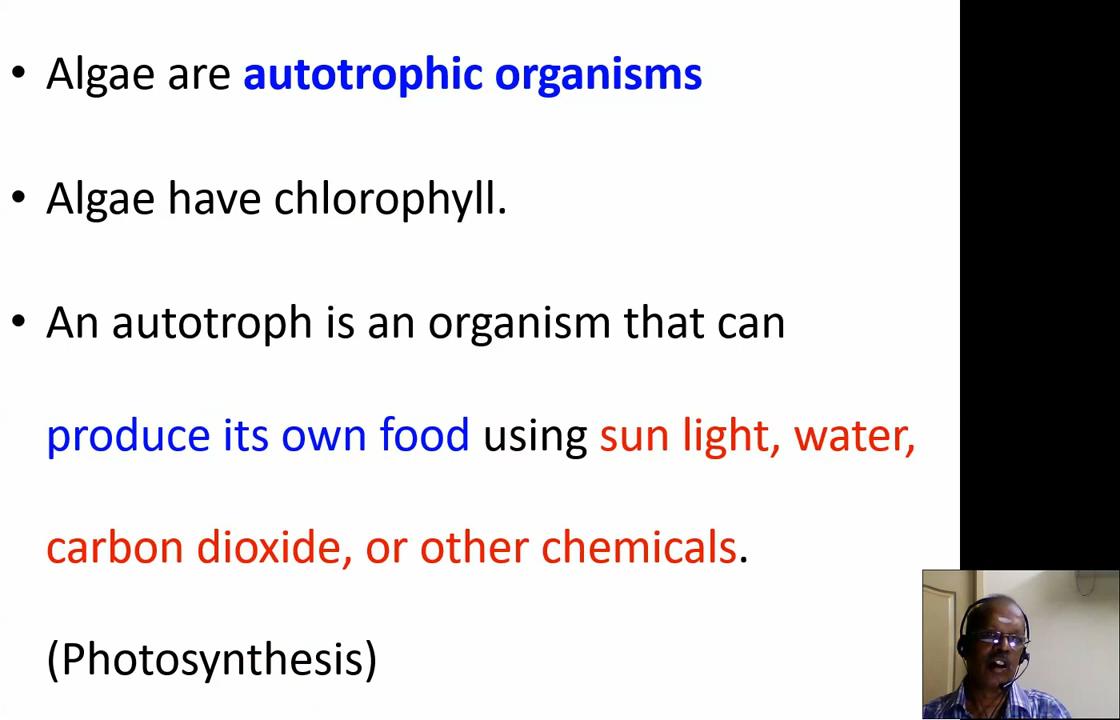 • Algae are autotrophic organisms
• Algae have chlorophyll.
• An autotroph is an organism that can
produce its own food using sun light, water,
carbon dioxide, or other chemicals.
(Photosynthesis)